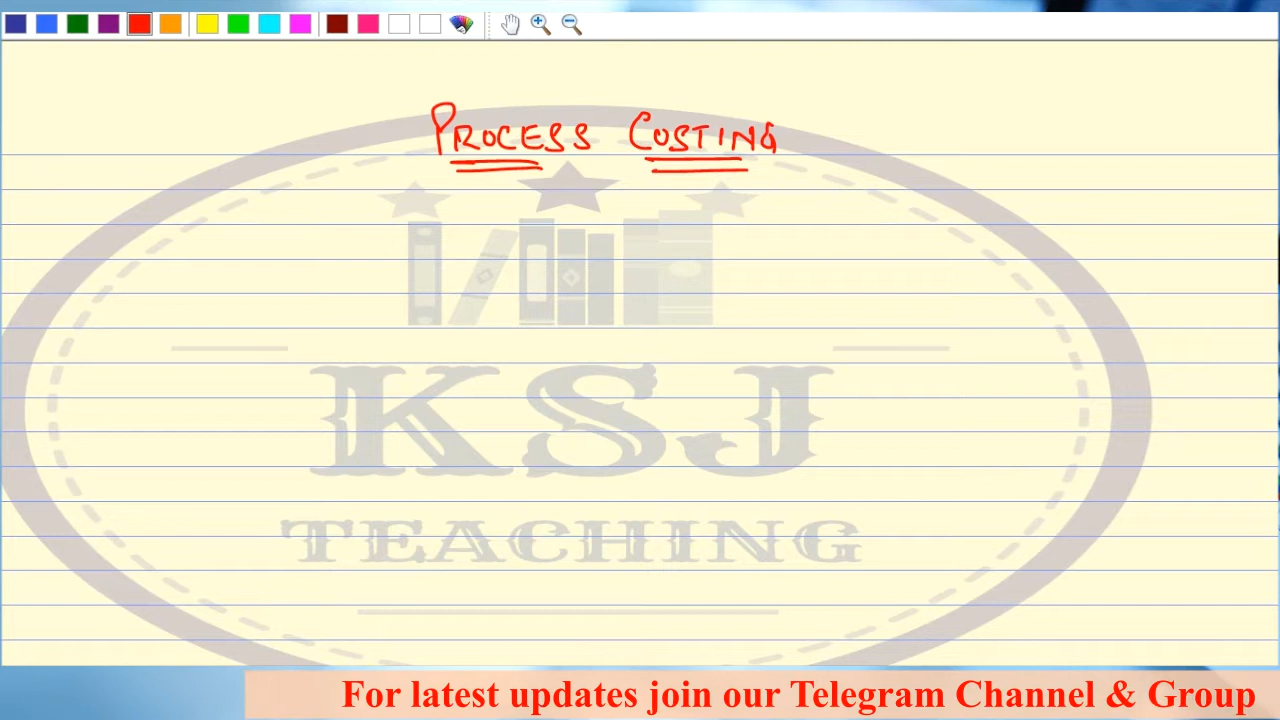 PROCESS COSTING
KSJ
TEACHING
For latest updates join our Telegram Channel & Group